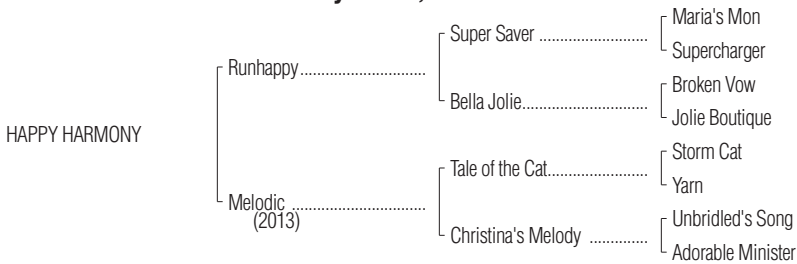 Maria's Mon
Super Saver ........................
Supercharger
Runhappy............................
Broken Vow
Bella Jolie............................
Jolie Boutique
HAPPY HARMONY
Storm Cat
Tale of the Cat.....................
Yarn
Melodic ..............................
(2013)
Unbridled's Song
Christina's Melody .............
Adorable Minister